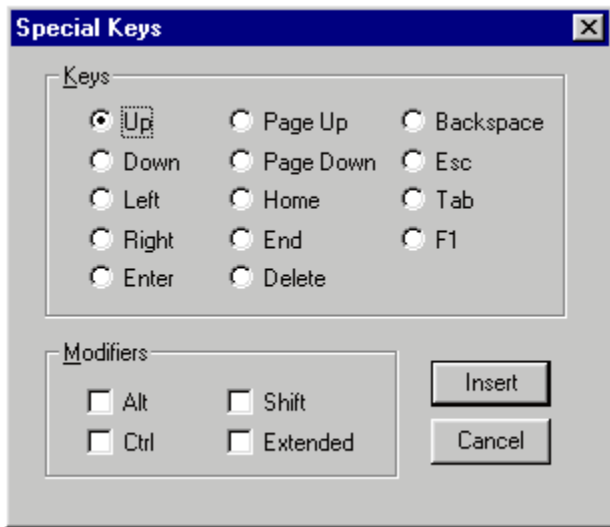 Special Keys
Keys
Up Page Up Backspace
Down Page Down Esc
Left Home Tab
Right End F1
Enter Delete
Modifiers
Alt Shift
Ctrl Extended
Insert
Cancel